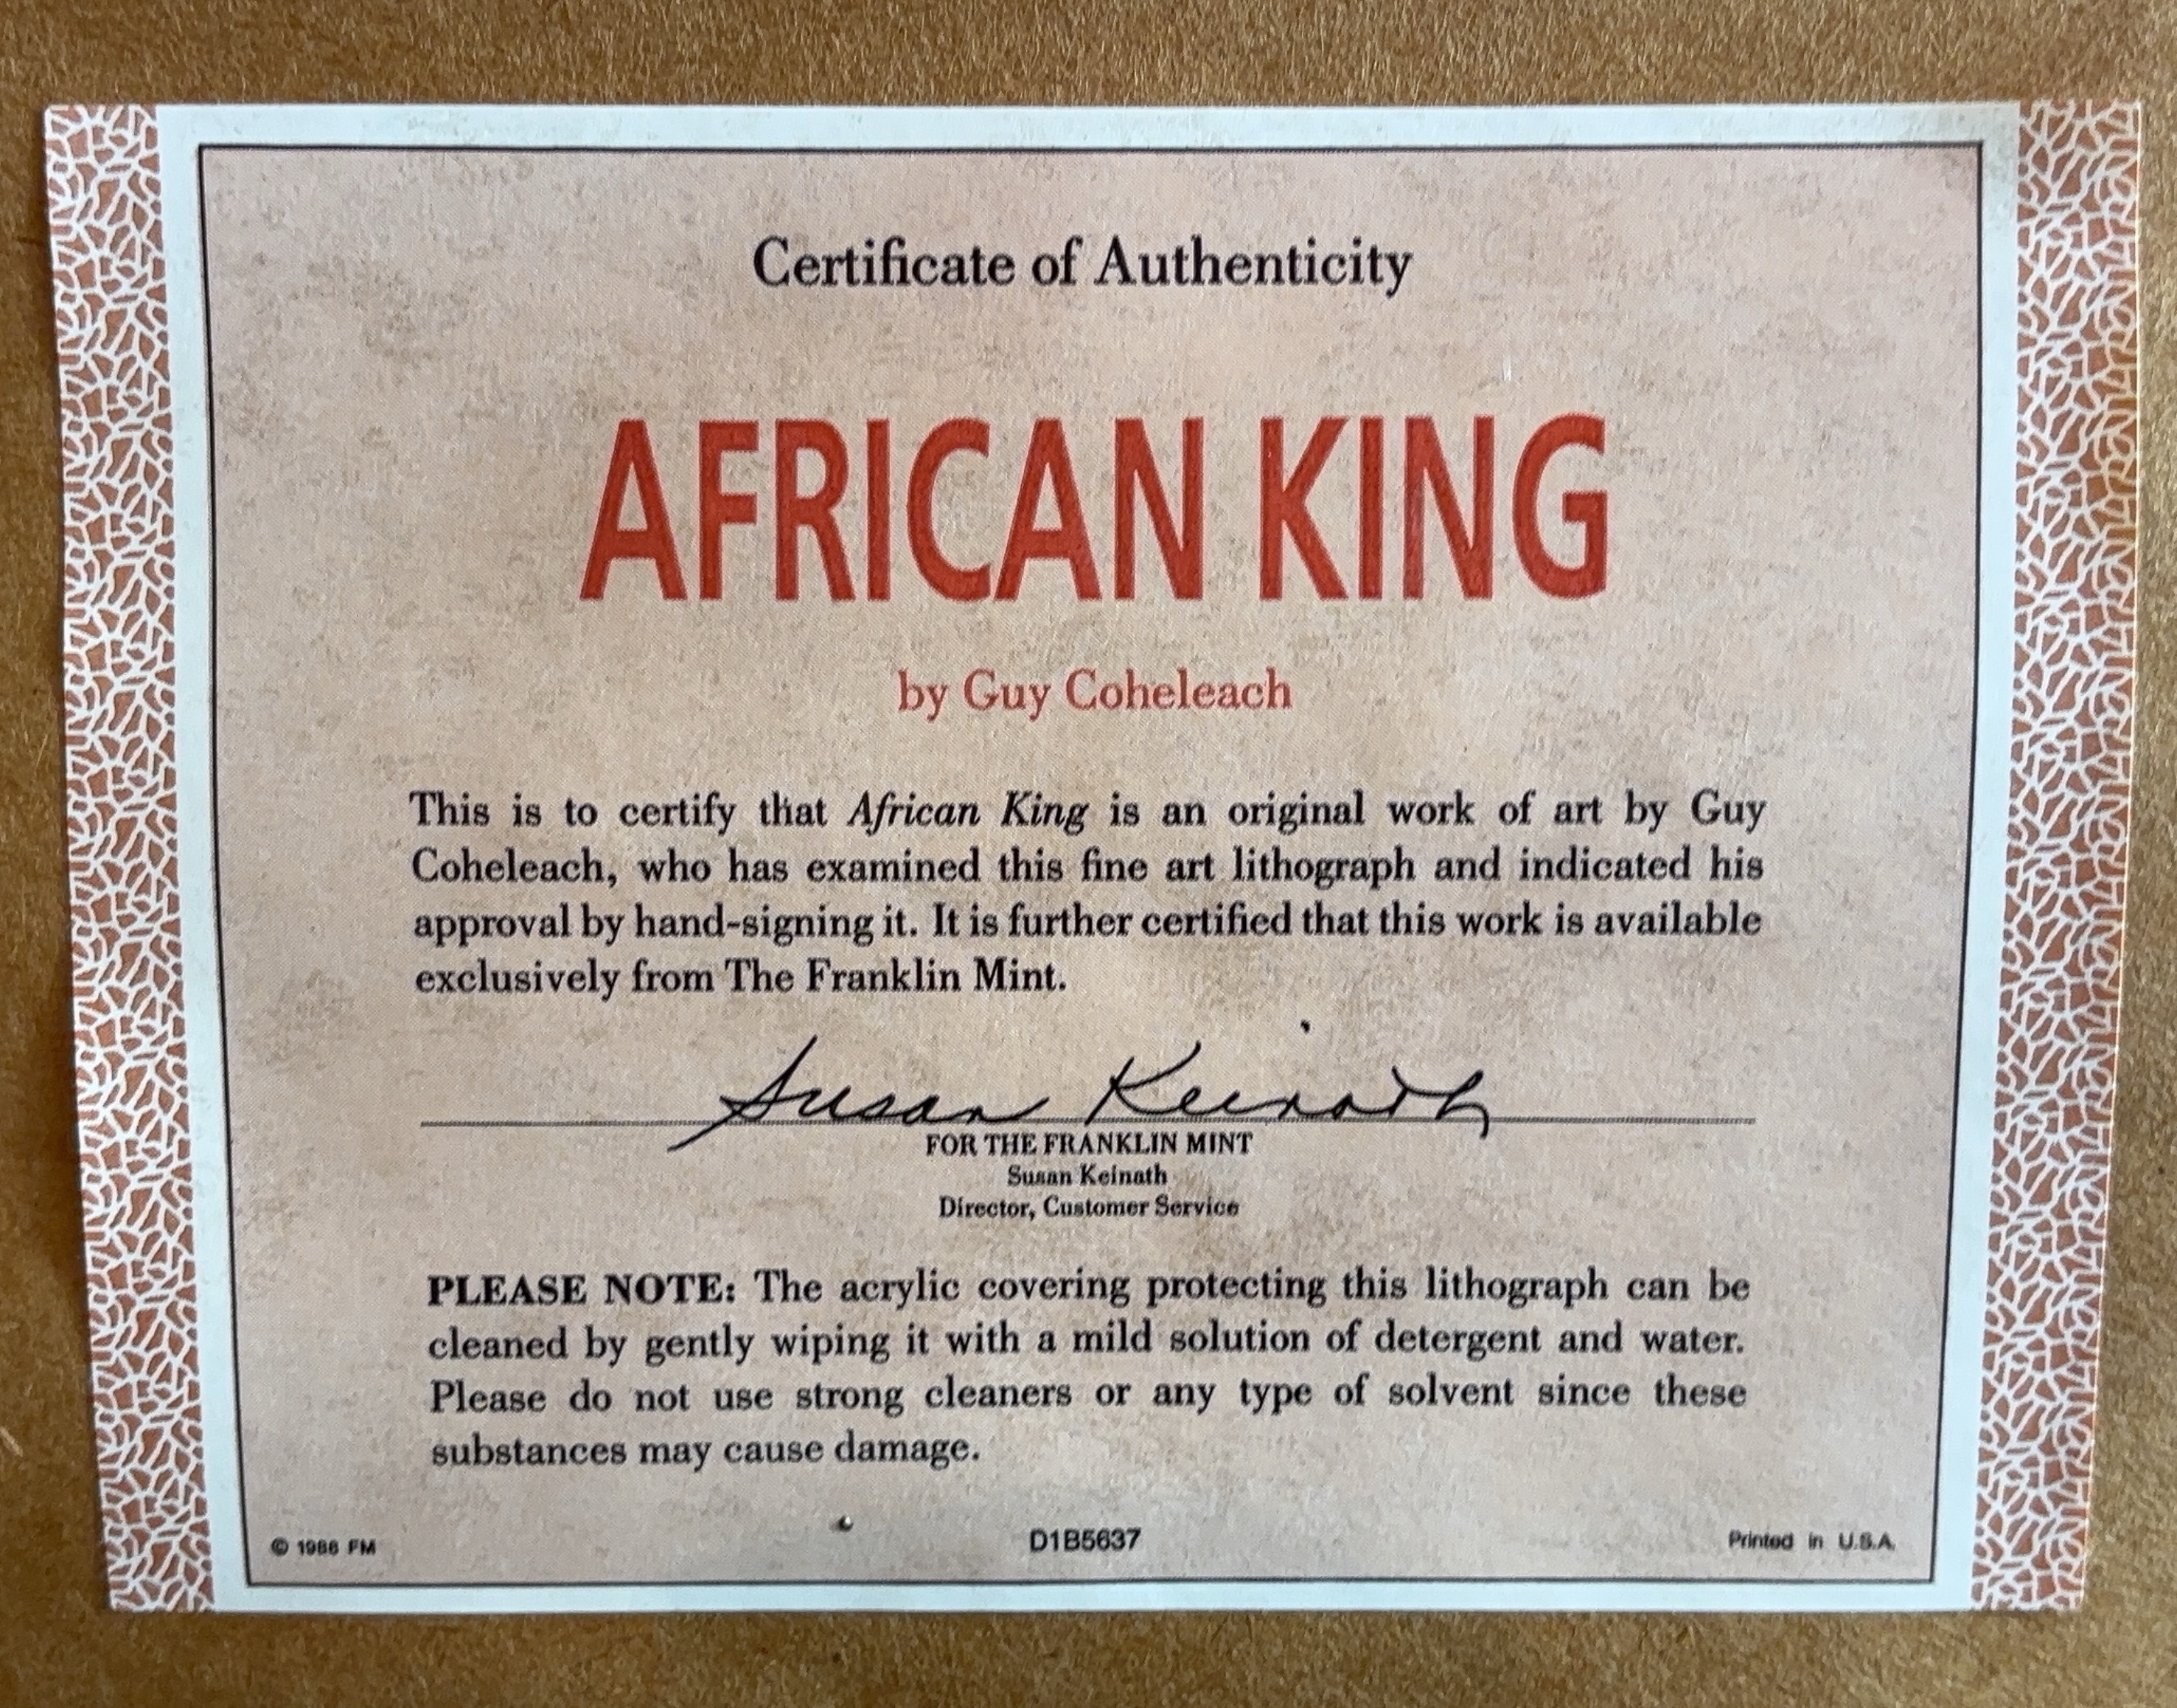 Certificate of Authenticity
AFRICAN KING
by Guy Coheleach
This is to certify that African King is an original work of art by Guy
Coheleach, who has examined this fine art lithograph and indicated his
approval by hand-signing it. It is further certified that this work is available
exclusively from The Franklin Mint.
Susan Keinath
FOR THE FRANKLIN MINT
Susan Keinath
Director, Customer Service
PLEASE NOTE: The acrylic covering protecting this lithograph can be
cleaned by gently wiping it with a mild solution of detergent and water.
Please do not use strong cleaners or any type of solvent since these
substances may cause damage.
© 1988 FM D1B5637 Printed in U.S.A.